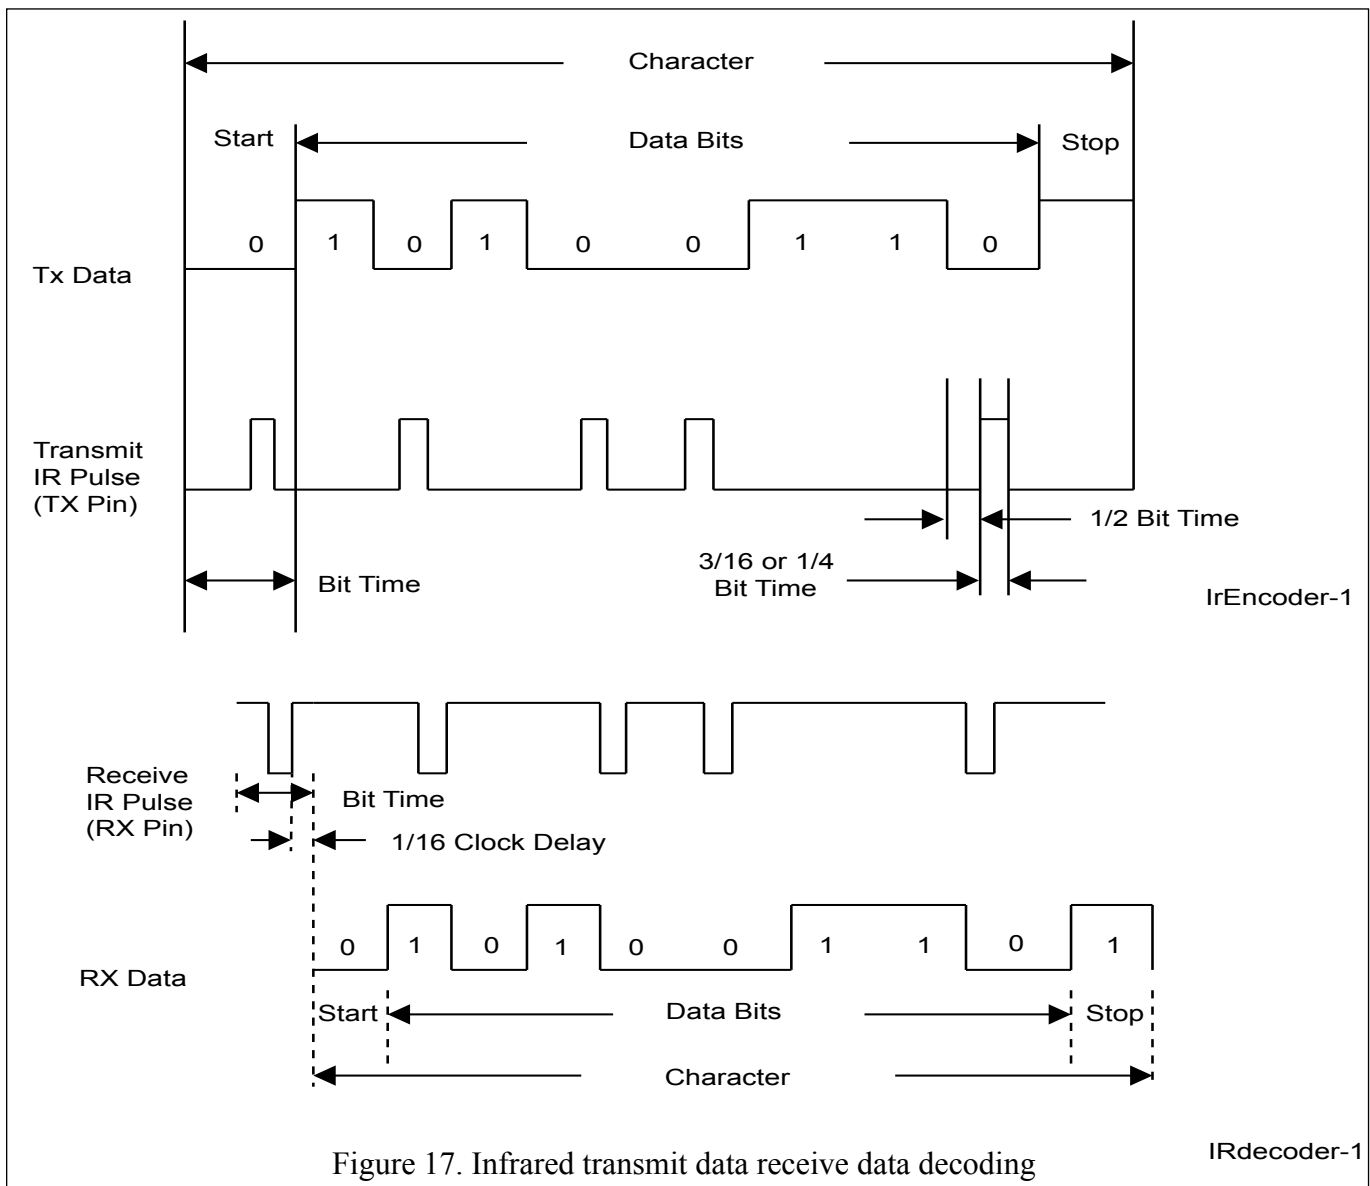 Character
Start
Data Bits
Stop
0 1 0 1 0 0 1 1 0
Tx Data
Transmit
IR Pulse
(TX Pin)
1/2 Bit Time
3/16 or 1/4
Bit Time
Bit Time
IrEncoder-1
Receive
IR Pulse
(RX Pin)
Bit Time
1/16 Clock Delay
0 1 0 1 0 0 1 1 0 1
RX Data
Start
Data Bits
Stop
Character
IRdecoder-1
Figure 17. Infrared transmit data receive data decoding